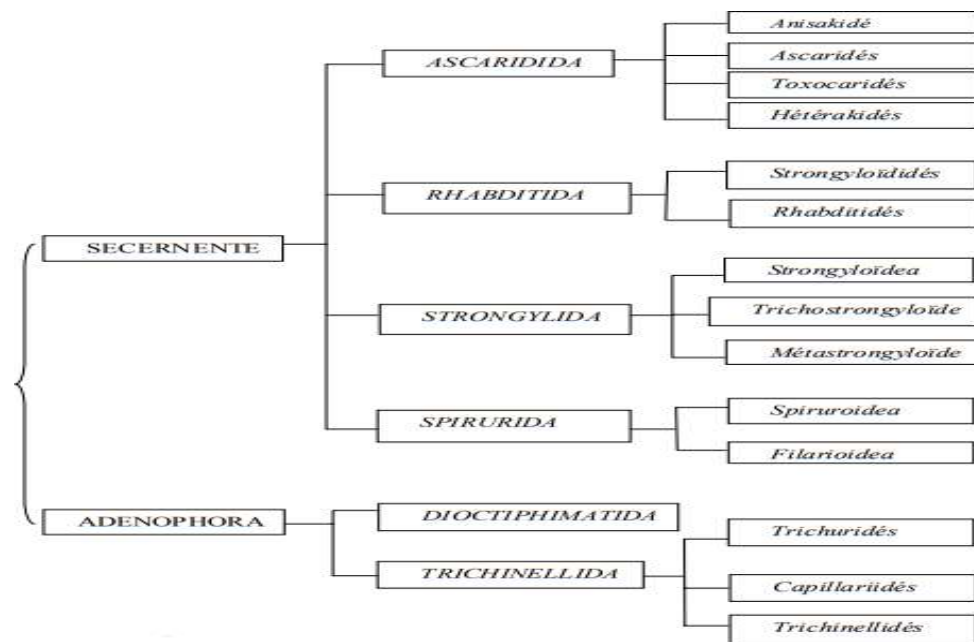 SECERNENTE
ASCARIDIDA
Anisakidé
Ascaridés
Toxocaridés
Hétérakidés
RHABDITIDA
Strongyloïdidés
Rhabditidés
STRONGYLIDA
Strongyloïdea
Trichostrongyloïde
Métastrongyloïde
SPIRURIDA
Spiruroidea
Filarioidea
ADENOPHORA
DIOCTIPHIMATIDA
TRICHINELLIDA
Trichuridés
Capillariidés
Trichinellidés